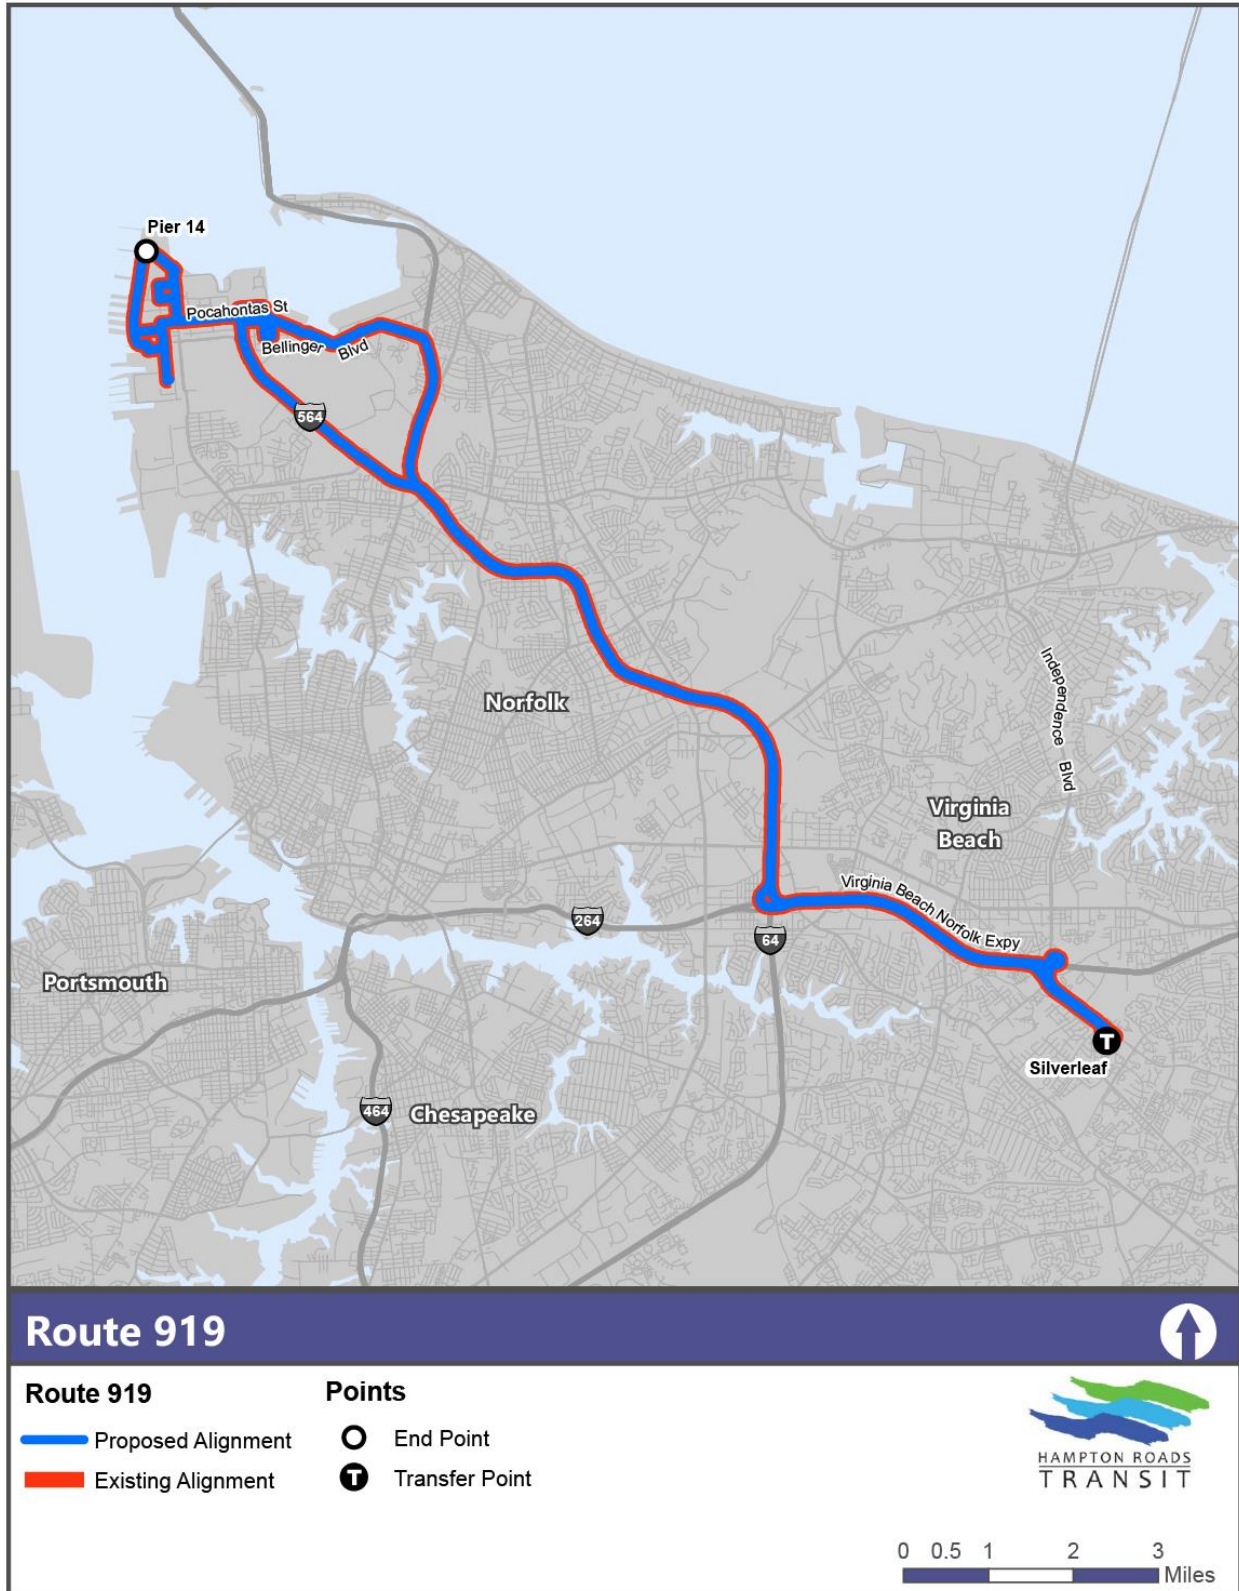 Pier 14
Pocahontas St
Bellinger Blvd
564
Norfolk
Independence Blvd
Virginia
Beach
Virginia Beach Norfolk Expy
264
64
Portsmouth
Silverleaf
T
464
Chesapeake
Route 919
Route 919
Points
Proposed Alignment
End Point
Existing Alignment
T
Transfer Point
HAMPTON ROADS
TRANSIT
0 0.5 1 2 3
Miles